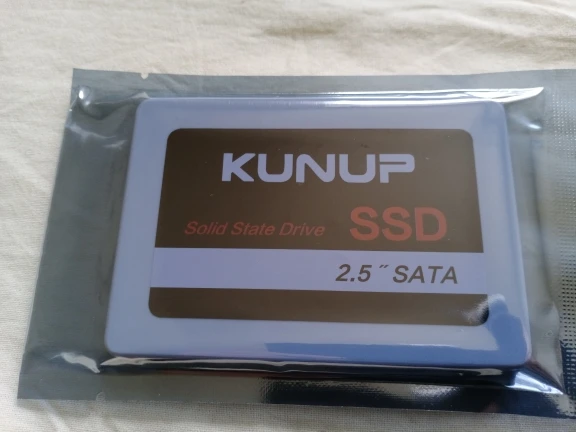 KUNUP
Solid State Drive SSD
2.5″ SATA